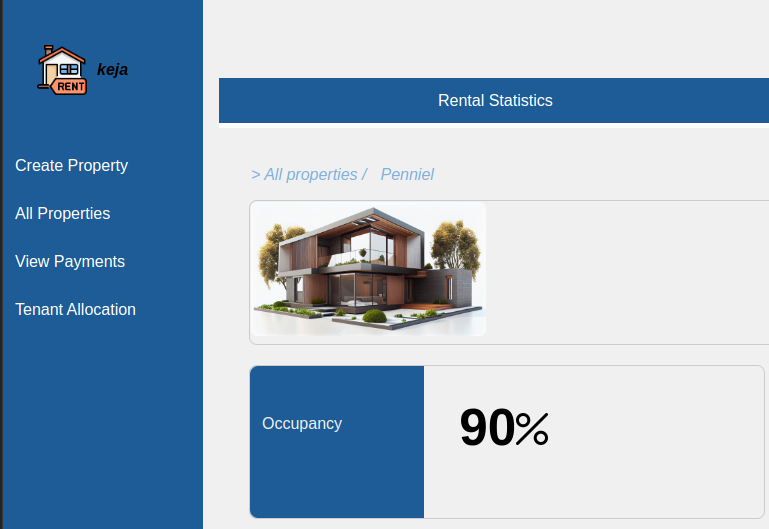 RENT
keja
Create Property
All Properties
View Payments
Tenant Allocation
Rental Statistics
> All properties / Penniel
Occupancy
90%